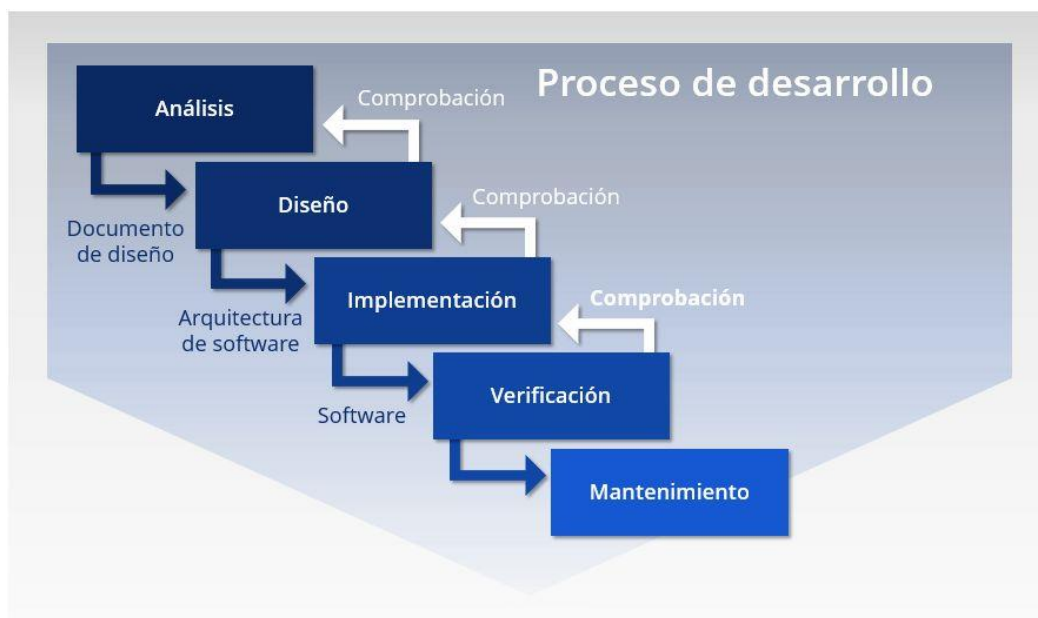 Proceso de desarrollo
Análisis
Comprobación
Diseño
Comprobación
Documento
de diseño
Implementación
Comprobación
Arquitectura
de software
Verificación
Software
Mantenimiento